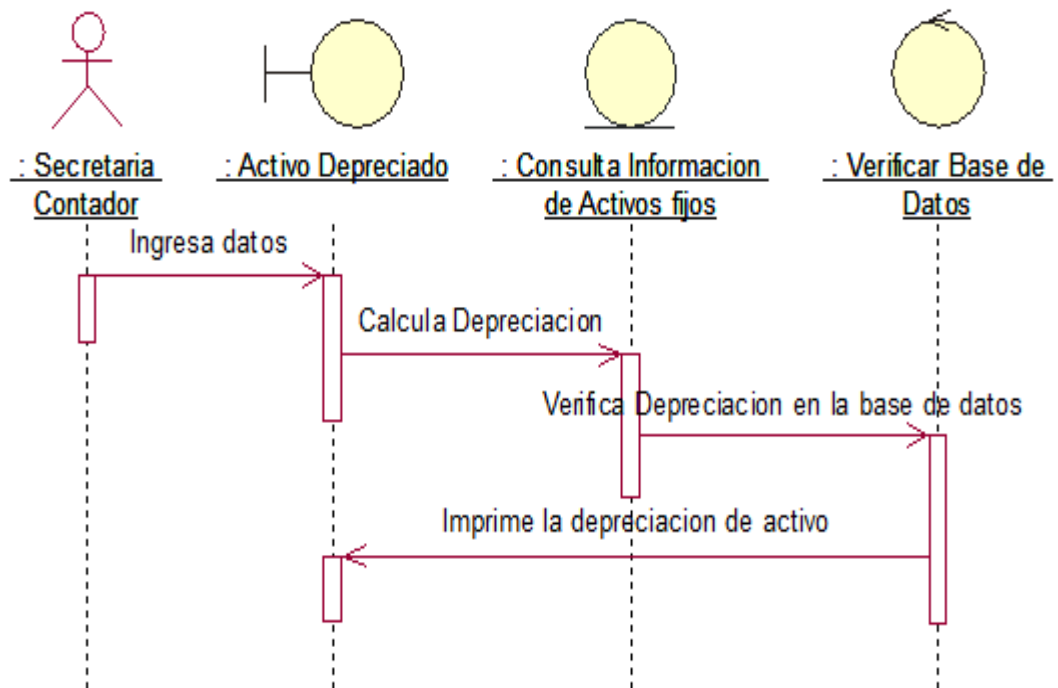 : Secretaria
Contador
: Activo Depreciado
: Consulta Informacion
de Activos fijos
: Verificar Base de
Datos
Ingresa datos
Calcula Depreciacion
Verifica Depreciacion en la base de datos
Imprime la depreciacion de activo